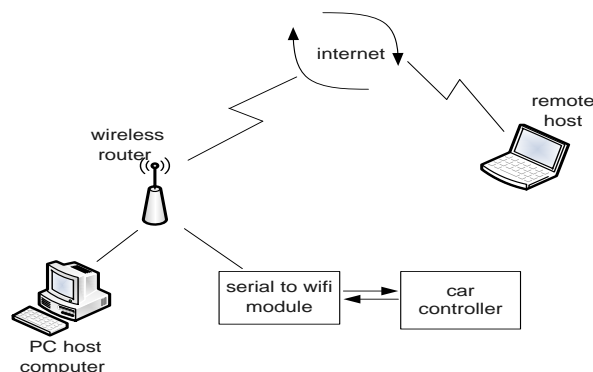 internet
remote
host
wireless
router
serial to wifi
module
car
controller
PC host
computer